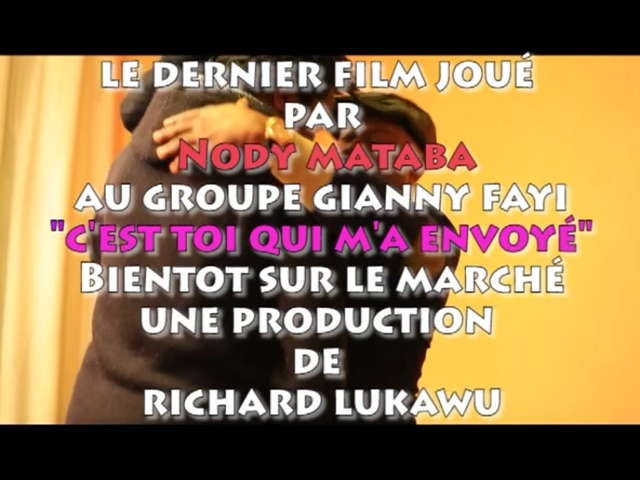 LE DERNIER FILM JOUÉ
PAR
NODY MATABA
AU GROUPE GIANNY FAYI
"C'EST TOI QUI M'A ENVOYÉ"
BIENTOT SUR LE MARCHÉ
UNE PRODUCTION
DE
RICHARD LUKAWU